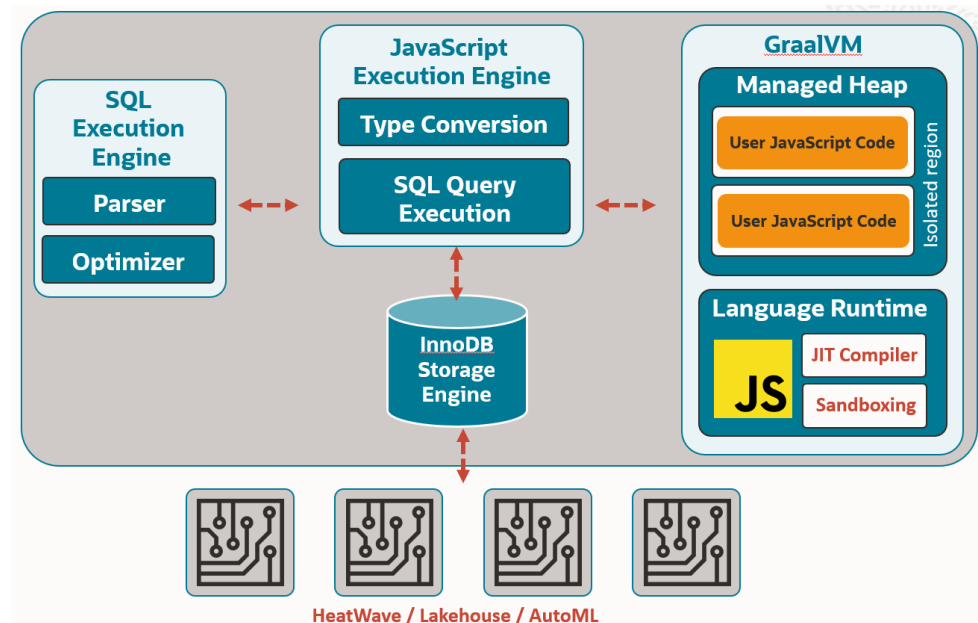 SQL
Execution
Engine
Parser
Optimizer
JavaScript
Execution Engine
Type Conversion
SQL Query
Execution
InnoDB
Storage
Engine
GraalVM
Managed Heap
User JavaScript Code
User JavaScript Code
Isolated region
Language Runtime
JS
JIT Compiler
Sandboxing
HeatWave / Lakehouse / AutoML